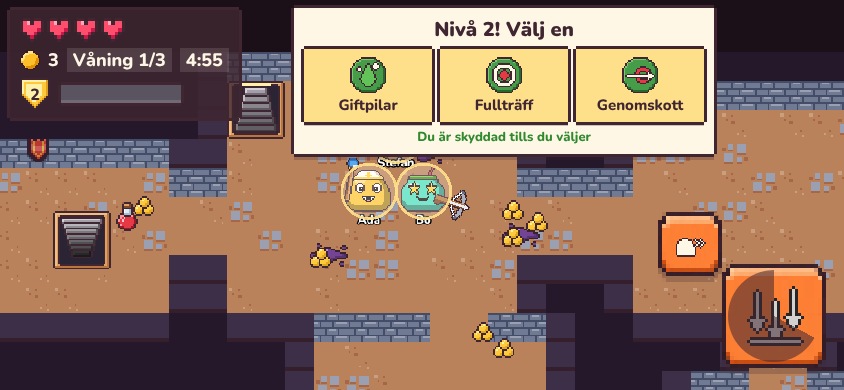 3 Våning 1/3 4:55
2
Nivå 2! Välj en
Giftpilar Fullträff Genomskott
Du är skyddad tills du väljer
Stefan
Ada Bo